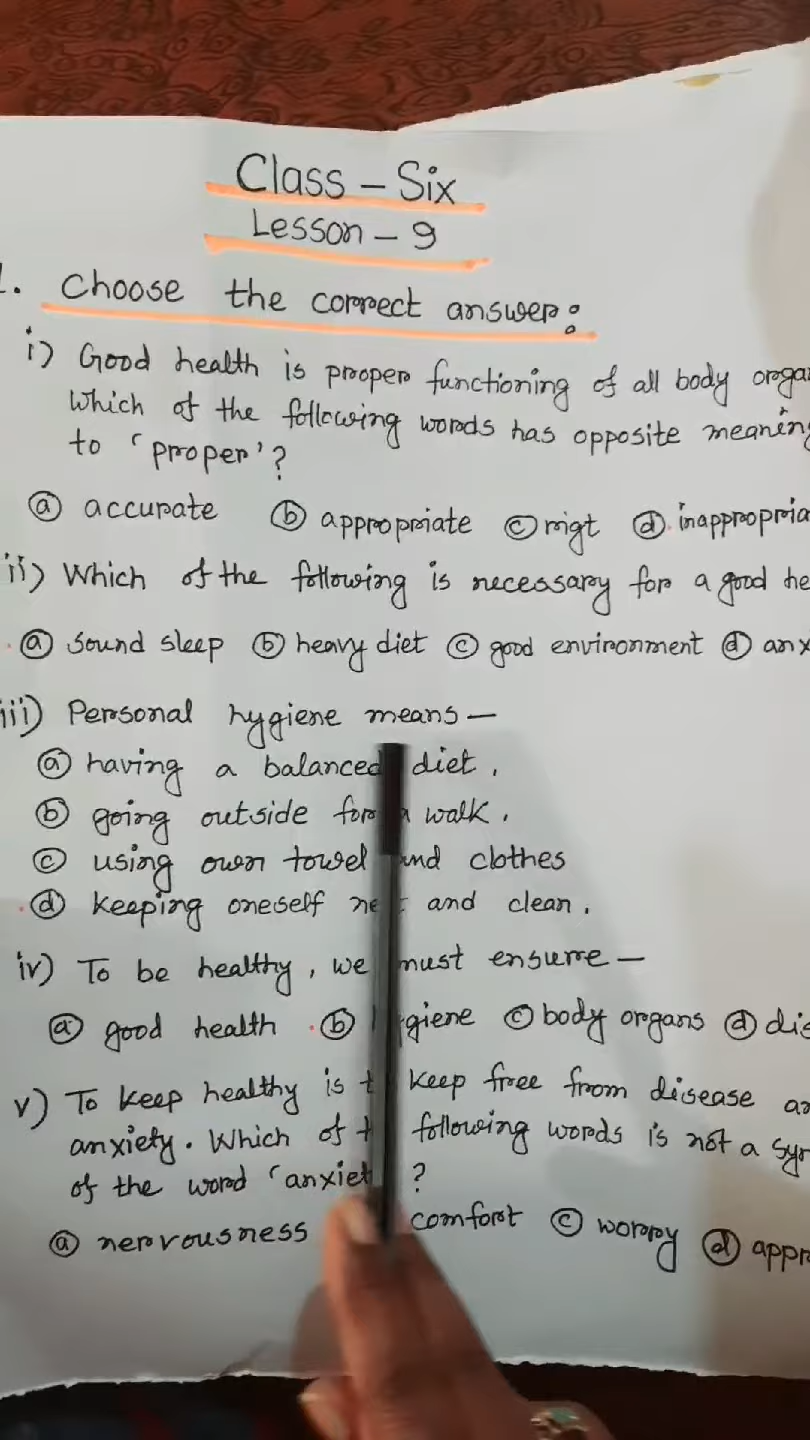 Class – Six
Lesson – 9
1. Choose the correct answer:
i) Good health is proper functioning of all body
Which of the following words has opposite meaning
to 'proper'?
ⓐ accurate ⓑ appropriate ⓒ rigt ⓓ
ii) Which of the following is necessary for a good
ⓐ sound sleep ⓑ heavy diet ⓒ good environment ⓓ
iii) Personal hygiene means –
ⓐ having a balanced diet.
ⓑ going outside for a walk.
ⓒ using own towel and clothes
ⓓ keeping oneself and clean.
iv) To be healthy, we must ensure –
ⓐ good health ⓑ hygiene ⓒ body organs ⓓ
v) To keep healthy is keep free from disease
anxiety. Which of following words is not a
of the word 'anxiet ?
ⓐ nervousness comfort ⓒ worry ⓓ